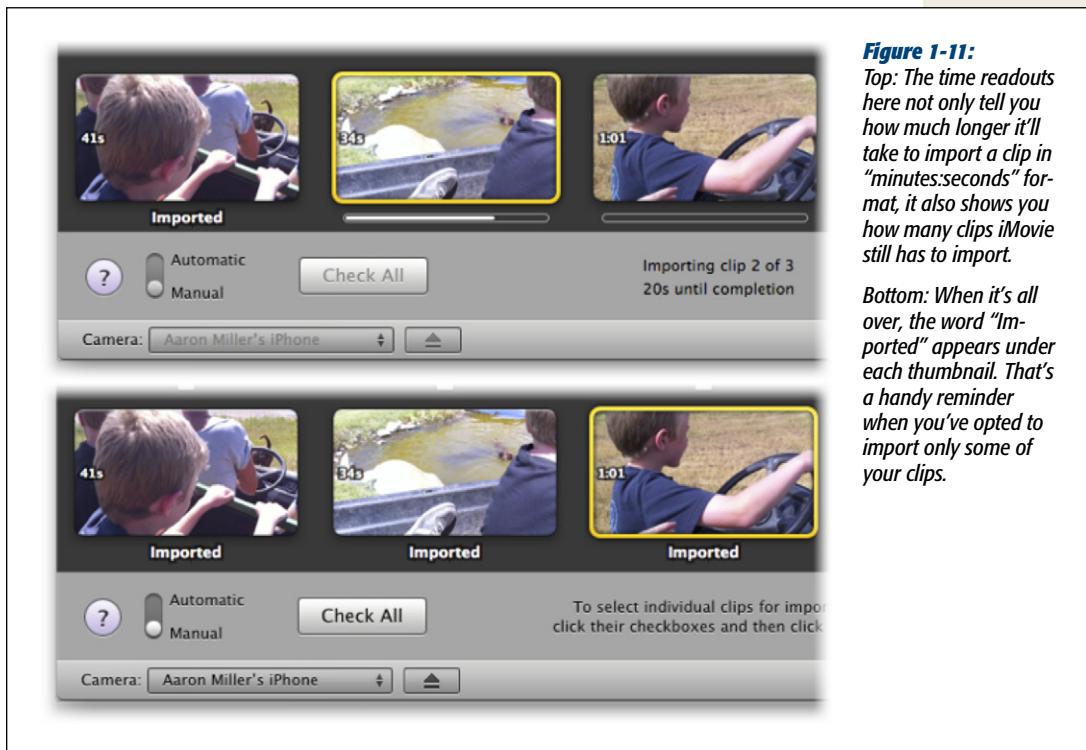 Figure 1-11:
Top: The time readouts
here not only tell you
how much longer it'll
take to import a clip in
“minutes:seconds” for-
mat, it also shows you
how many clips iMovie
still has to import.
Bottom: When it's all
over, the word “Im-
ported” appears under
each thumbnail. That's
a handy reminder
when you've opted to
import only some of
your clips.
41s
34s
1:01
Imported
?
Automatic
Manual
Check All
Importing clip 2 of 3
20s until completion
Camera: Aaron Miller's iPhone
41s
34s
1:01
Imported Imported Imported
?
Automatic
Manual
Check All
To select individual clips for impor
click their checkboxes and then click
Camera: Aaron Miller's iPhone